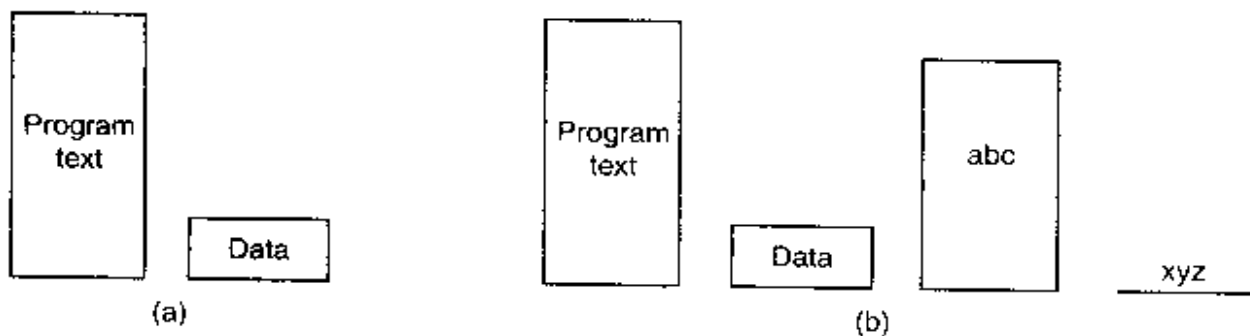 Program
text
Data
(a)
Program
text
Data
abc
xyz
(b)